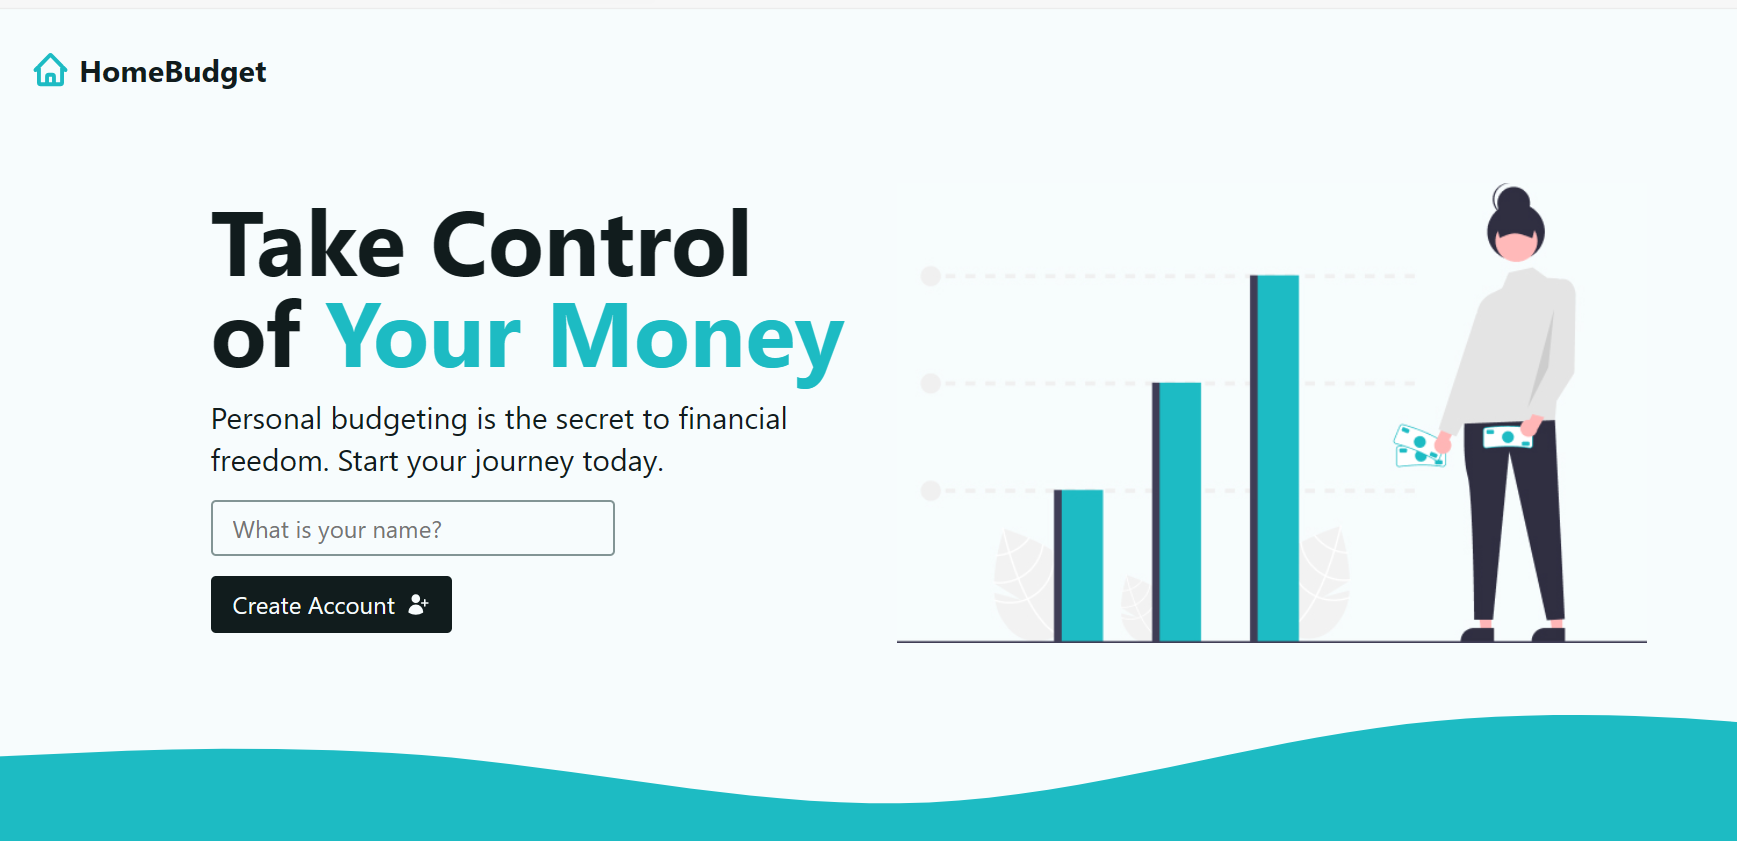 HomeBudget
Take Control
of Your Money
Personal budgeting is the secret to financial
freedom. Start your journey today.
What is your name?
Create Account